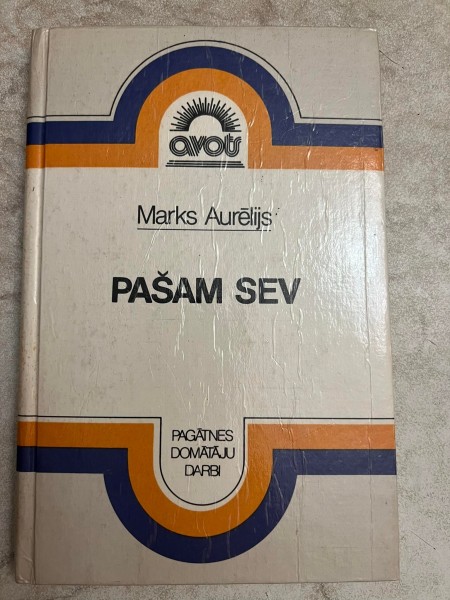 avots
Marks Aurēlijs
PAŠAM SEV
PAGĀTNES
DOMĀTĀJU
DARBI